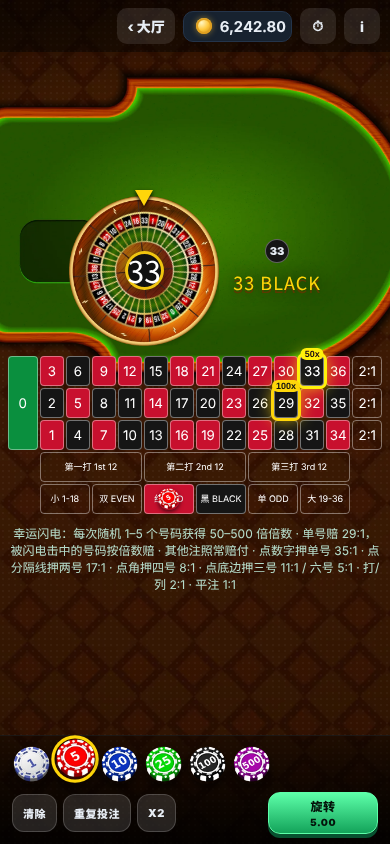 ‹ 大厅
6,242.80
⏱
i
33
33
33 BLACK
50x
3 6 9 12 15 18 21 24 27 30 33 36 2:1
100x
0
2 5 8 11 14 17 20 23 26 29 32 35 2:1
1 4 7 10 13 16 19 22 25 28 31 34 2:1
第一打 1st 12 第二打 2nd 12 第三打 3rd 12
小 1-18 双 EVEN 5 黑 BLACK 单 ODD 大 19-36
幸运闪电：每次随机 1–5 个号码获得 50–500 倍倍数 · 单号赔 29:1，
被闪电击中的号码按倍数赔 · 其他注照常赔付 · 点数字押单号 35:1 · 点
分隔线押两号 17:1 · 点角押四号 8:1 · 点底边押三号 11:1 / 六号 5:1 · 打/
列 2:1 · 平注 1:1
1 5 10 25 100 500
清除 重复投注 X2 旋转
5.00